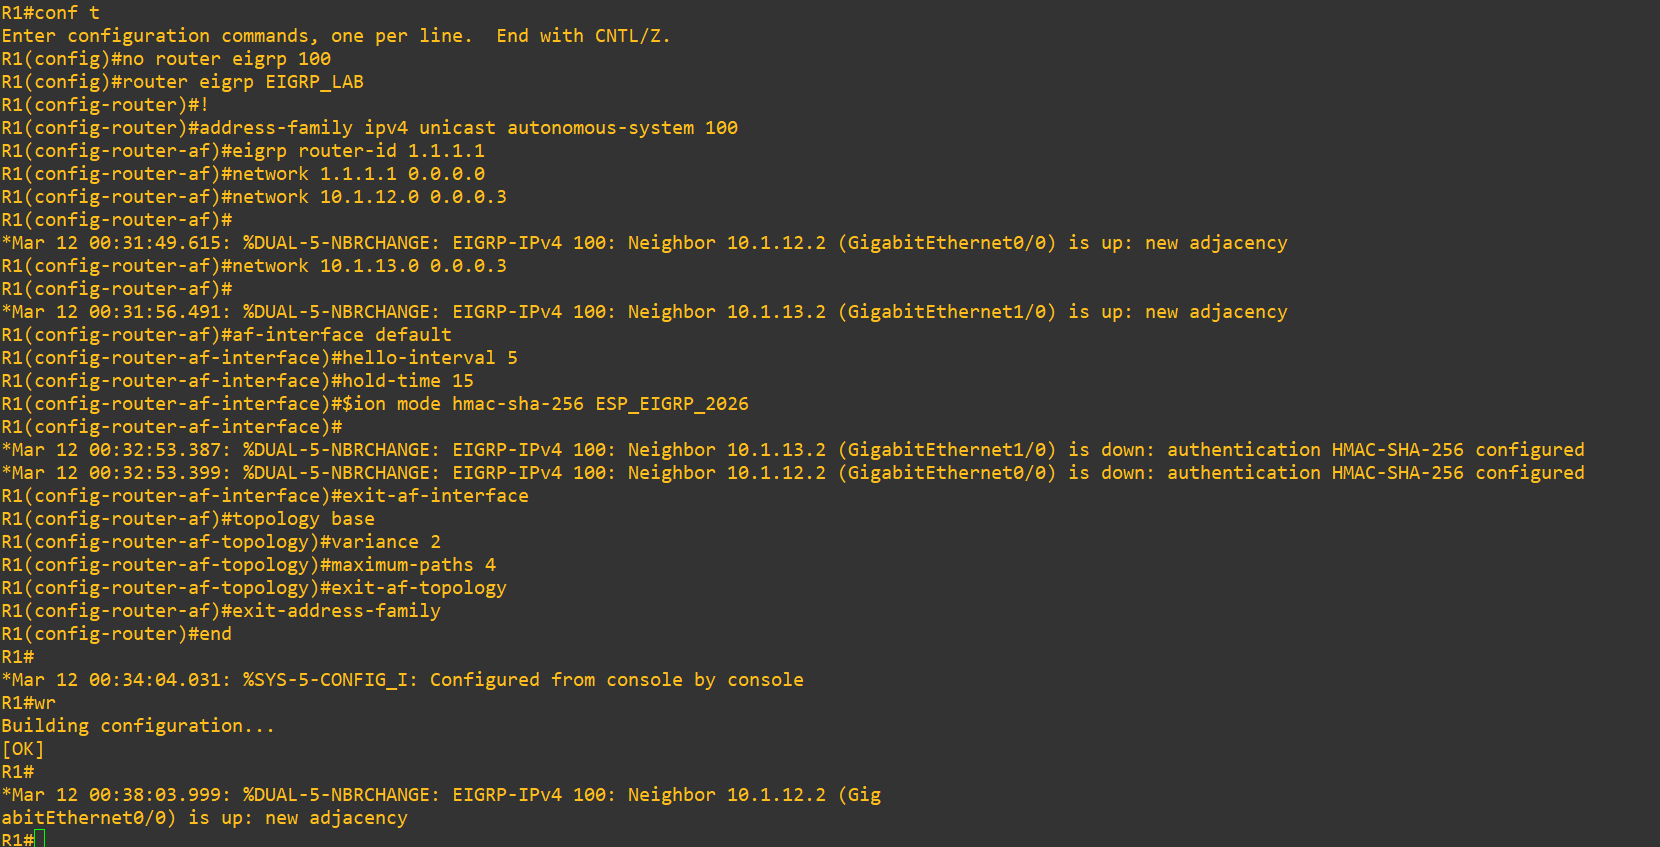 R1#conf t
Enter configuration commands, one per line.  End with CNTL/Z.
R1(config)#no router eigrp 100
R1(config)#router eigrp EIGRP_LAB
R1(config-router)#!
R1(config-router)#address-family ipv4 unicast autonomous-system 100
R1(config-router-af)#eigrp router-id 1.1.1.1
R1(config-router-af)#network 1.1.1.1 0.0.0.0
R1(config-router-af)#network 10.1.12.0 0.0.0.3
R1(config-router-af)#
*Mar 12 00:31:49.615: %DUAL-5-NBRCHANGE: EIGRP-IPv4 100: Neighbor 10.1.12.2 (GigabitEthernet0/0) is up: new adjacency
R1(config-router-af)#network 10.1.13.0 0.0.0.3
R1(config-router-af)#
*Mar 12 00:31:56.491: %DUAL-5-NBRCHANGE: EIGRP-IPv4 100: Neighbor 10.1.13.2 (GigabitEthernet1/0) is up: new adjacency
R1(config-router-af)#af-interface default
R1(config-router-af-interface)#hello-interval 5
R1(config-router-af-interface)#hold-time 15
R1(config-router-af-interface)#$ion mode hmac-sha-256 ESP_EIGRP_2026
R1(config-router-af-interface)#
*Mar 12 00:32:53.387: %DUAL-5-NBRCHANGE: EIGRP-IPv4 100: Neighbor 10.1.13.2 (GigabitEthernet1/0) is down: authentication HMAC-SHA-256 configured
*Mar 12 00:32:53.399: %DUAL-5-NBRCHANGE: EIGRP-IPv4 100: Neighbor 10.1.12.2 (GigabitEthernet0/0) is down: authentication HMAC-SHA-256 configured
R1(config-router-af-interface)#exit-af-interface
R1(config-router-af)#topology base
R1(config-router-af-topology)#variance 2
R1(config-router-af-topology)#maximum-paths 4
R1(config-router-af-topology)#exit-af-topology
R1(config-router-af)#exit-address-family
R1(config-router)#end
R1#
*Mar 12 00:34:04.031: %SYS-5-CONFIG_I: Configured from console by console
R1#wr
Building configuration...
[OK]
R1#
*Mar 12 00:38:03.999: %DUAL-5-NBRCHANGE: EIGRP-IPv4 100: Neighbor 10.1.12.2 (Gig
abitEthernet0/0) is up: new adjacency
R1#